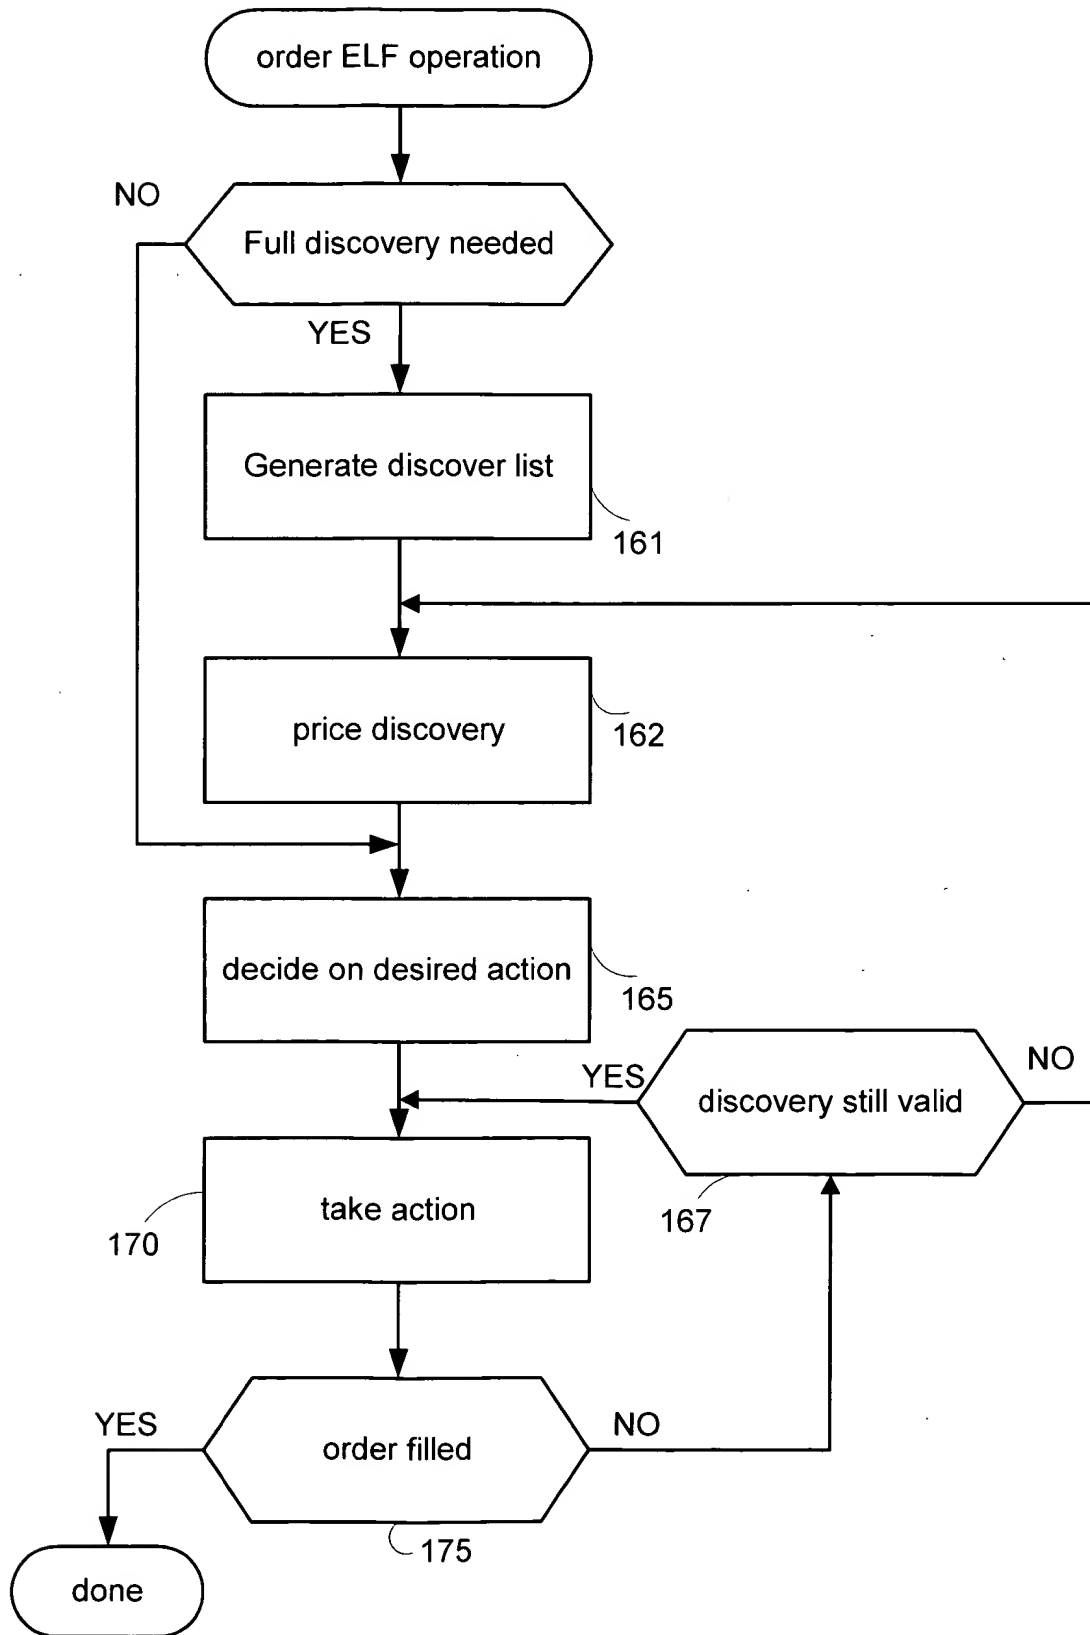 order ELF operation
NO
Full discovery needed
YES
Generate discover list
161
price discovery
162
decide on desired action
165
YES
discovery still valid
NO
167
take action
170
YES
order filled
NO
175
done